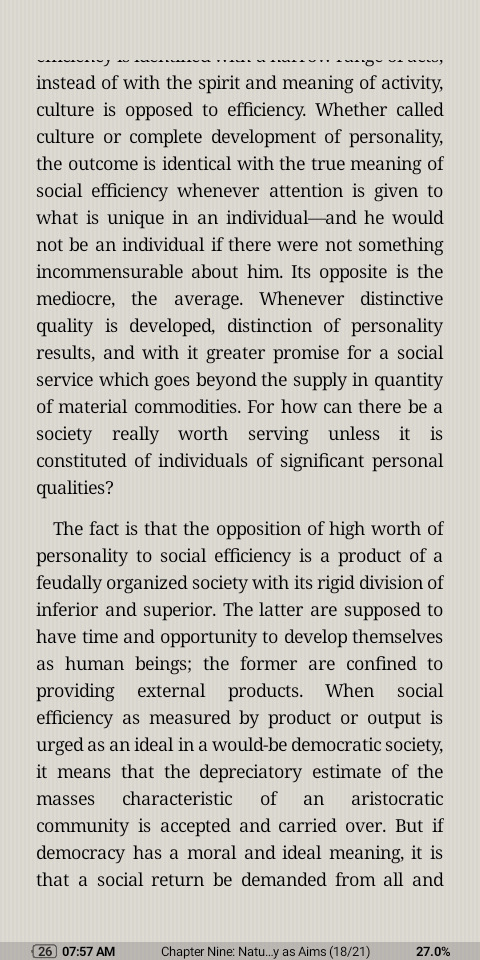 efficiency is identified with a narrow range of acts,
instead of with the spirit and meaning of activity,
culture is opposed to efficiency. Whether called
culture or complete development of personality,
the outcome is identical with the true meaning of
social efficiency whenever attention is given to
what is unique in an individual—and he would
not be an individual if there were not something
incommensurable about him. Its opposite is the
mediocre, the average. Whenever distinctive
quality is developed, distinction of personality
results, and with it greater promise for a social
service which goes beyond the supply in quantity
of material commodities. For how can there be a
society really worth serving unless it is
constituted of individuals of significant personal
qualities?
The fact is that the opposition of high worth of
personality to social efficiency is a product of a
feudally organized society with its rigid division of
inferior and superior. The latter are supposed to
have time and opportunity to develop themselves
as human beings; the former are confined to
providing external products. When social
efficiency as measured by product or output is
urged as an ideal in a would-be democratic society,
it means that the depreciatory estimate of the
masses characteristic of an aristocratic
community is accepted and carried over. But if
democracy has a moral and ideal meaning, it is
that a social return be demanded from all and
26 07:57 AM Chapter Nine: Natu...y as Aims (18/21) 27.0%